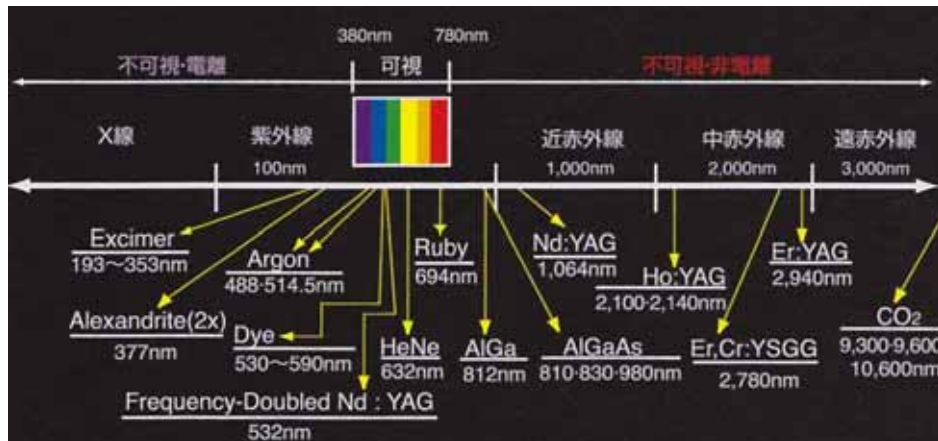 380nm 780nm
不可視・電離 可視 不可視・非電離
X線 紫外線 近赤外線 中赤外線 遠赤外線
100nm 1,000nm 2,000nm 3,000nm
Excimer
193～353nm
Argon
488・514.5nm
Ruby
694nm
Nd:YAG
1,064nm
Ho:YAG
2,100・2,140nm
Er:YAG
2,940nm
Alexandrite(2x)
377nm
Dye
530～590nm
HeNe
632nm
AlGa
812nm
AlGaAs
810・830・980nm
Er,Cr:YSGG
2,780nm
CO₂
9,300・9,600
10,600nm
Frequency-Doubled Nd : YAG
532nm